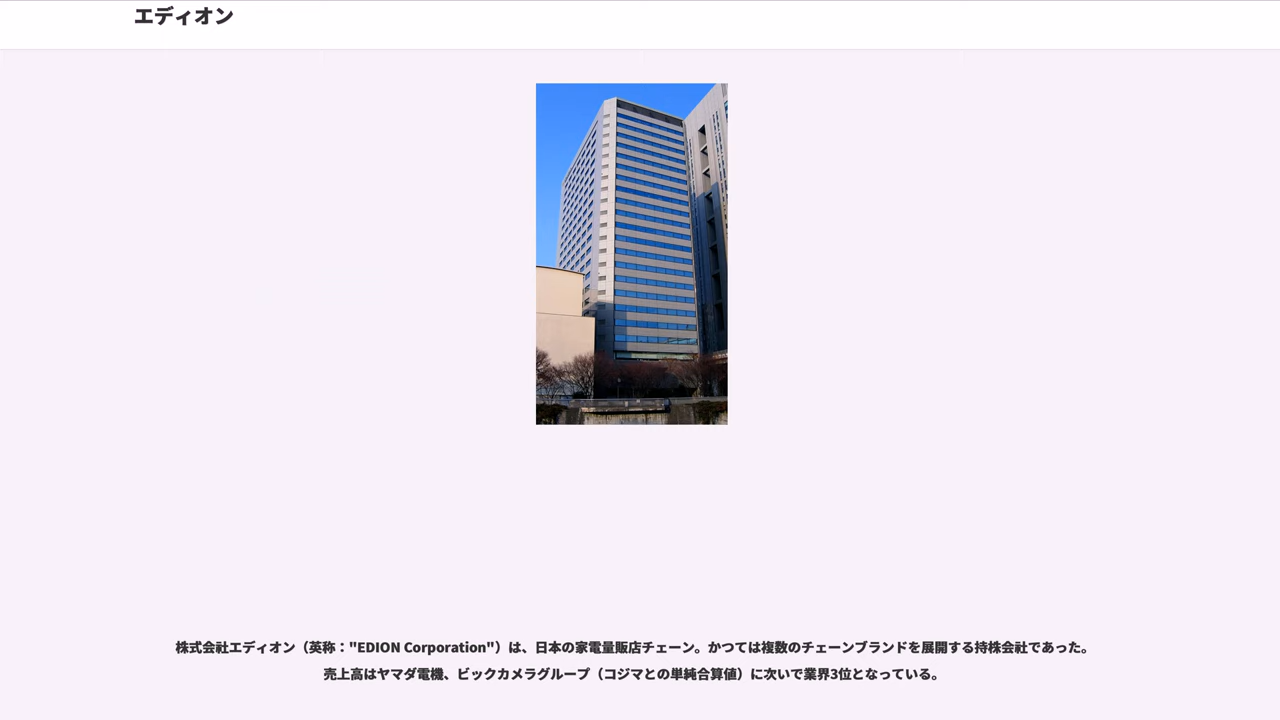 エディオン
株式会社エディオン（英称："EDION Corporation"）は、日本の家電量販店チェーン。かつては複数のチェーンブランドを展開する持株会社であった。
売上高はヤマダ電機、ビックカメラグループ（コジマとの単純合算値）に次いで業界3位となっている。